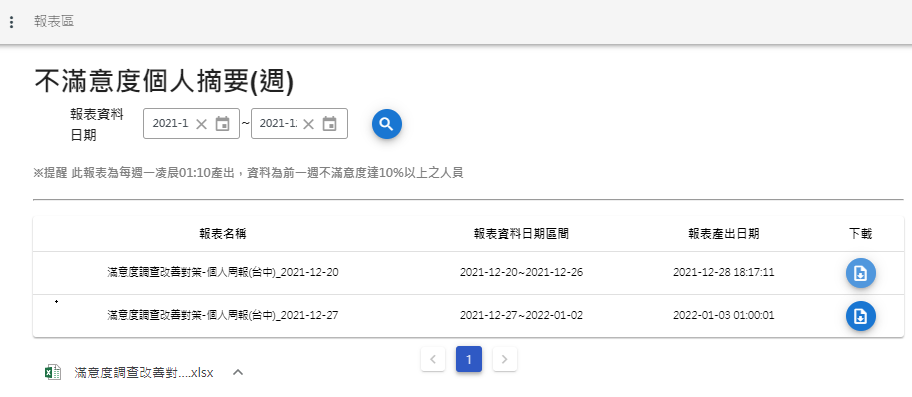 報表區
不滿意度個人摘要(週)
報表資料
日期
2021-1
~
2021-12
※提醒 此報表為每週一凌晨01:10產出，資料為前一週不滿意度達10%以上之人員
報表名稱 報表資料日期區間 報表產出日期 下載
滿意度調查改善對策-個人周報(台中)_2021-12-20 2021-12-20~2021-12-26 2021-12-28 18:17:11
滿意度調查改善對策-個人周報(台中)_2021-12-27 2021-12-27~2022-01-02 2022-01-03 01:00:01
1
滿意度調查改善對....xlsx